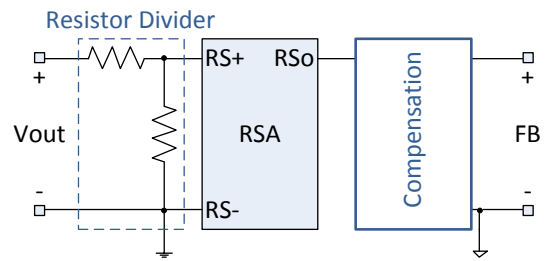 Resistor Divider
RS+
RSo
+
+
Vout
RSA
Compensation
FB
-
-
RS-